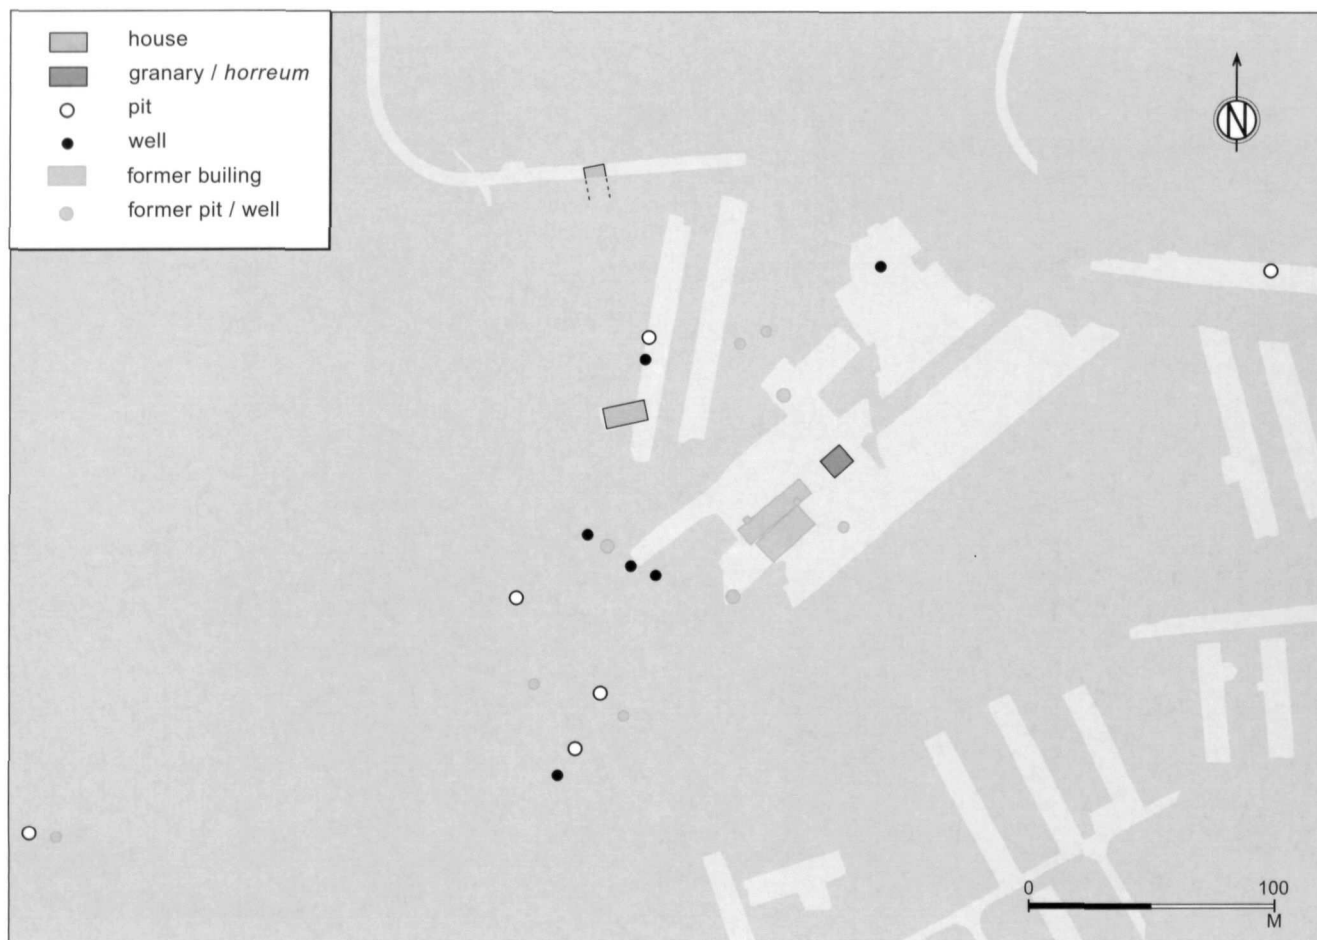 house
granary / horreum
pit
well
former builing
former pit / well
N
0 100
M